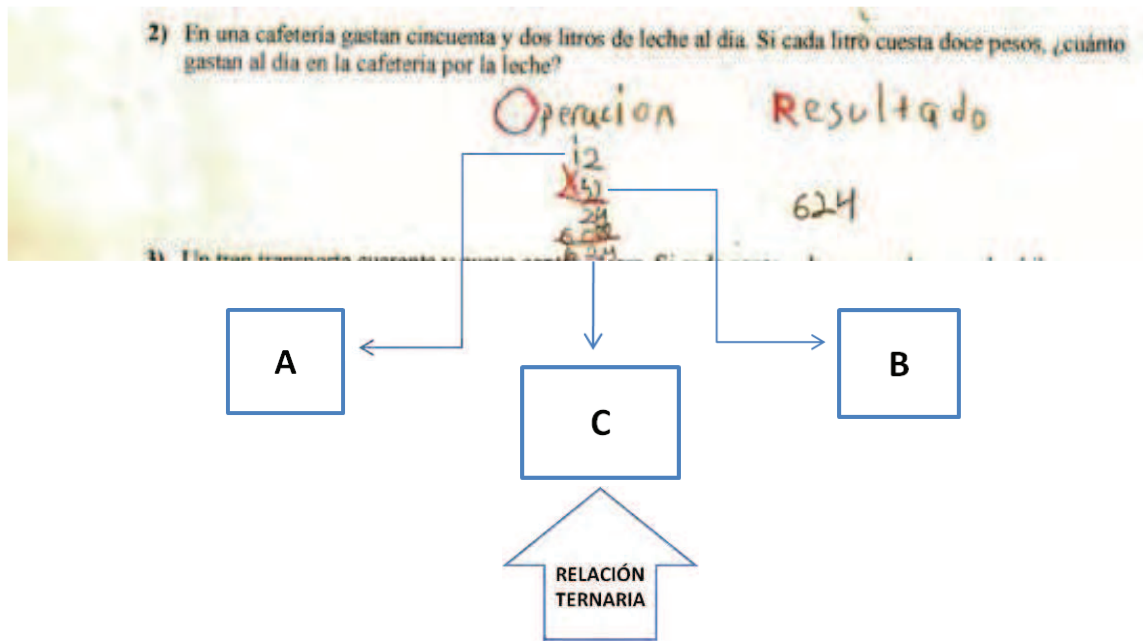 2) En una cafetería gastan cincuenta y dos litros de leche al día. Si cada litro cuesta doce pesos, ¿cuánto
gastan al día en la cafetería por la leche?
Operacion Resultado
12
X52
24
624
624
A
B
C
RELACIÓN
TERNARIA